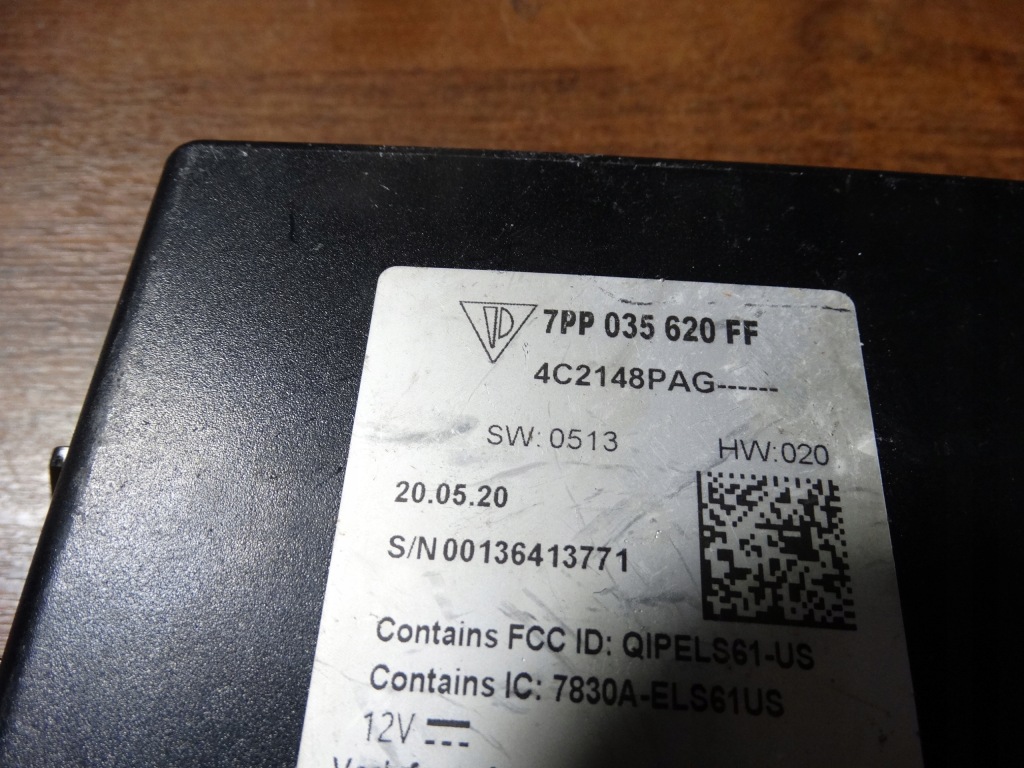 7PP 035 620 FF
4C2148PAG------
SW: 0513
HW:020
20.05.20
S/N 00136413771
Contains FCC ID: QIPELS61-US
Contains IC: 7830A-ELS61US
12V